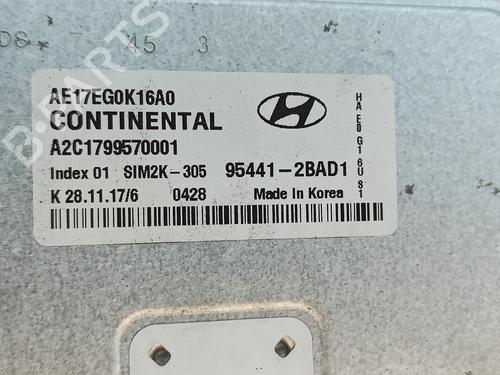 D8-7 45 3
AE17EG0K16A0
CONTINENTAL
A2C1799570001
Index 01 SIM2K-305 95441-2BAD1
K 28.11.17/6 0428 Made in Korea
HA E0 G1 6U S1
B-PARTS